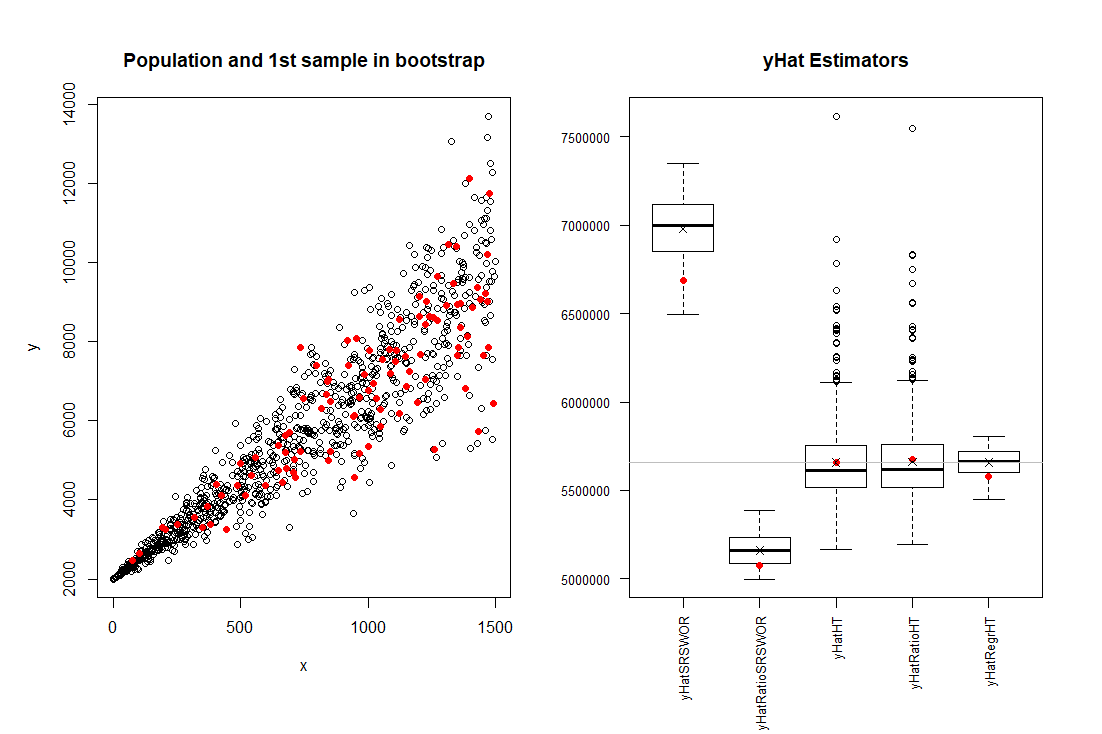 Population and 1st sample in bootstrap
14000
12000
10000
8000
6000
4000
2000
y
0
500
1000
1500
x
yHat Estimators
7500000
7000000
6500000
6000000
5500000
5000000
yHatSRSWOR
yHatRatioSRSWOR
yHatHT
yHatRatioHT
yHatRegrHT